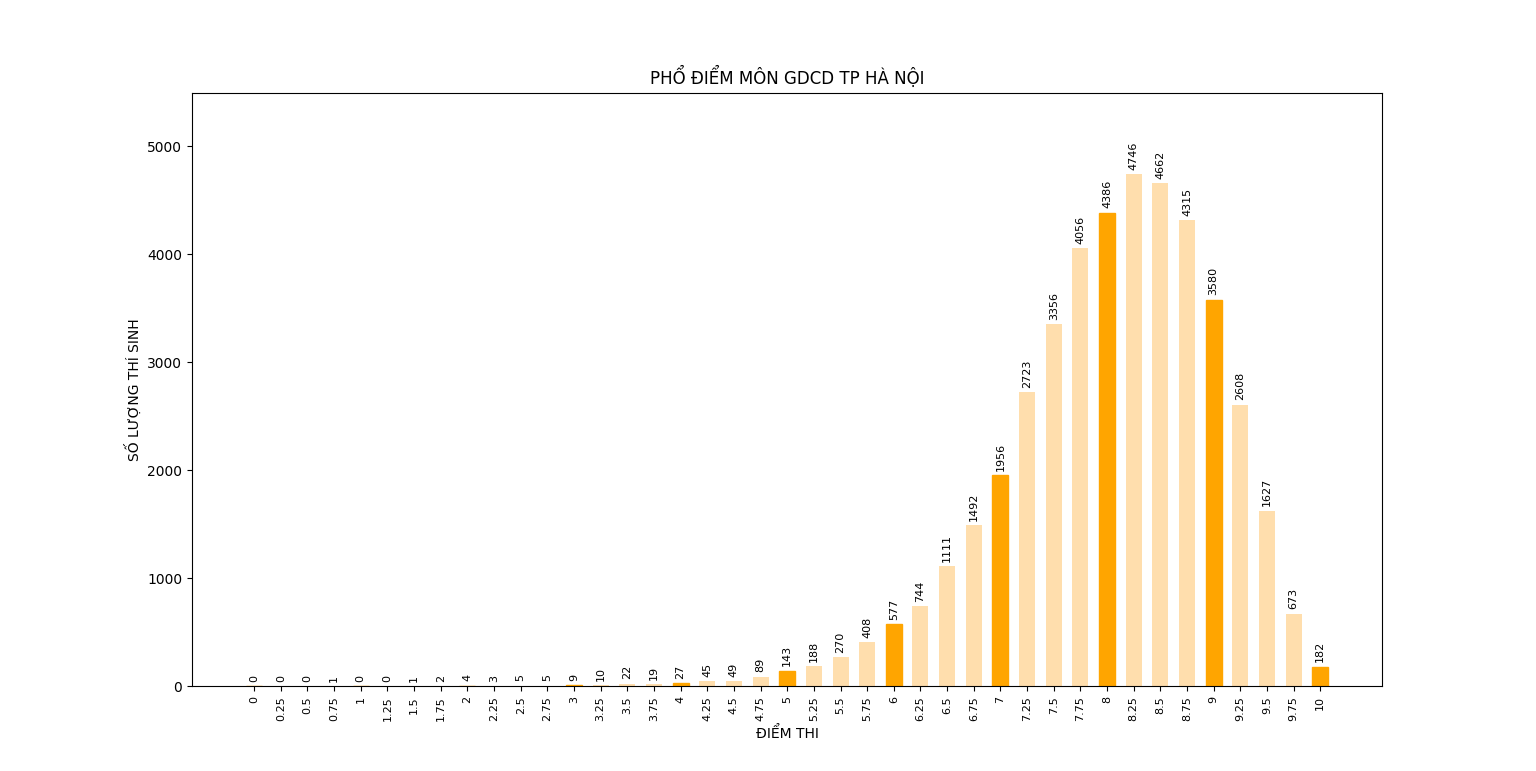 PHỔ ĐIỂM MÔN GDCD TP HÀ NỘI
SỐ LƯỢNG THÍ SINH
5000
4000
3000
2000
1000
0
0 0 0 1 0 0 1 2 4 3 5 5 9 10 22 19 27 45 49 89 143 188 270 408 577 744 1111 1492 1956 2723 3356 4056 4386 4746 4662 4315 3580 2608 1627 673 182
0 0.25 0.5 0.75 1 1.25 1.5 1.75 2 2.25 2.5 2.75 3 3.25 3.5 3.75 4 4.25 4.5 4.75 5 5.25 5.5 5.75 6 6.25 6.5 6.75 7 7.25 7.5 7.75 8 8.25 8.5 8.75 9 9.25 9.5 9.75 10
ĐIỂM THI